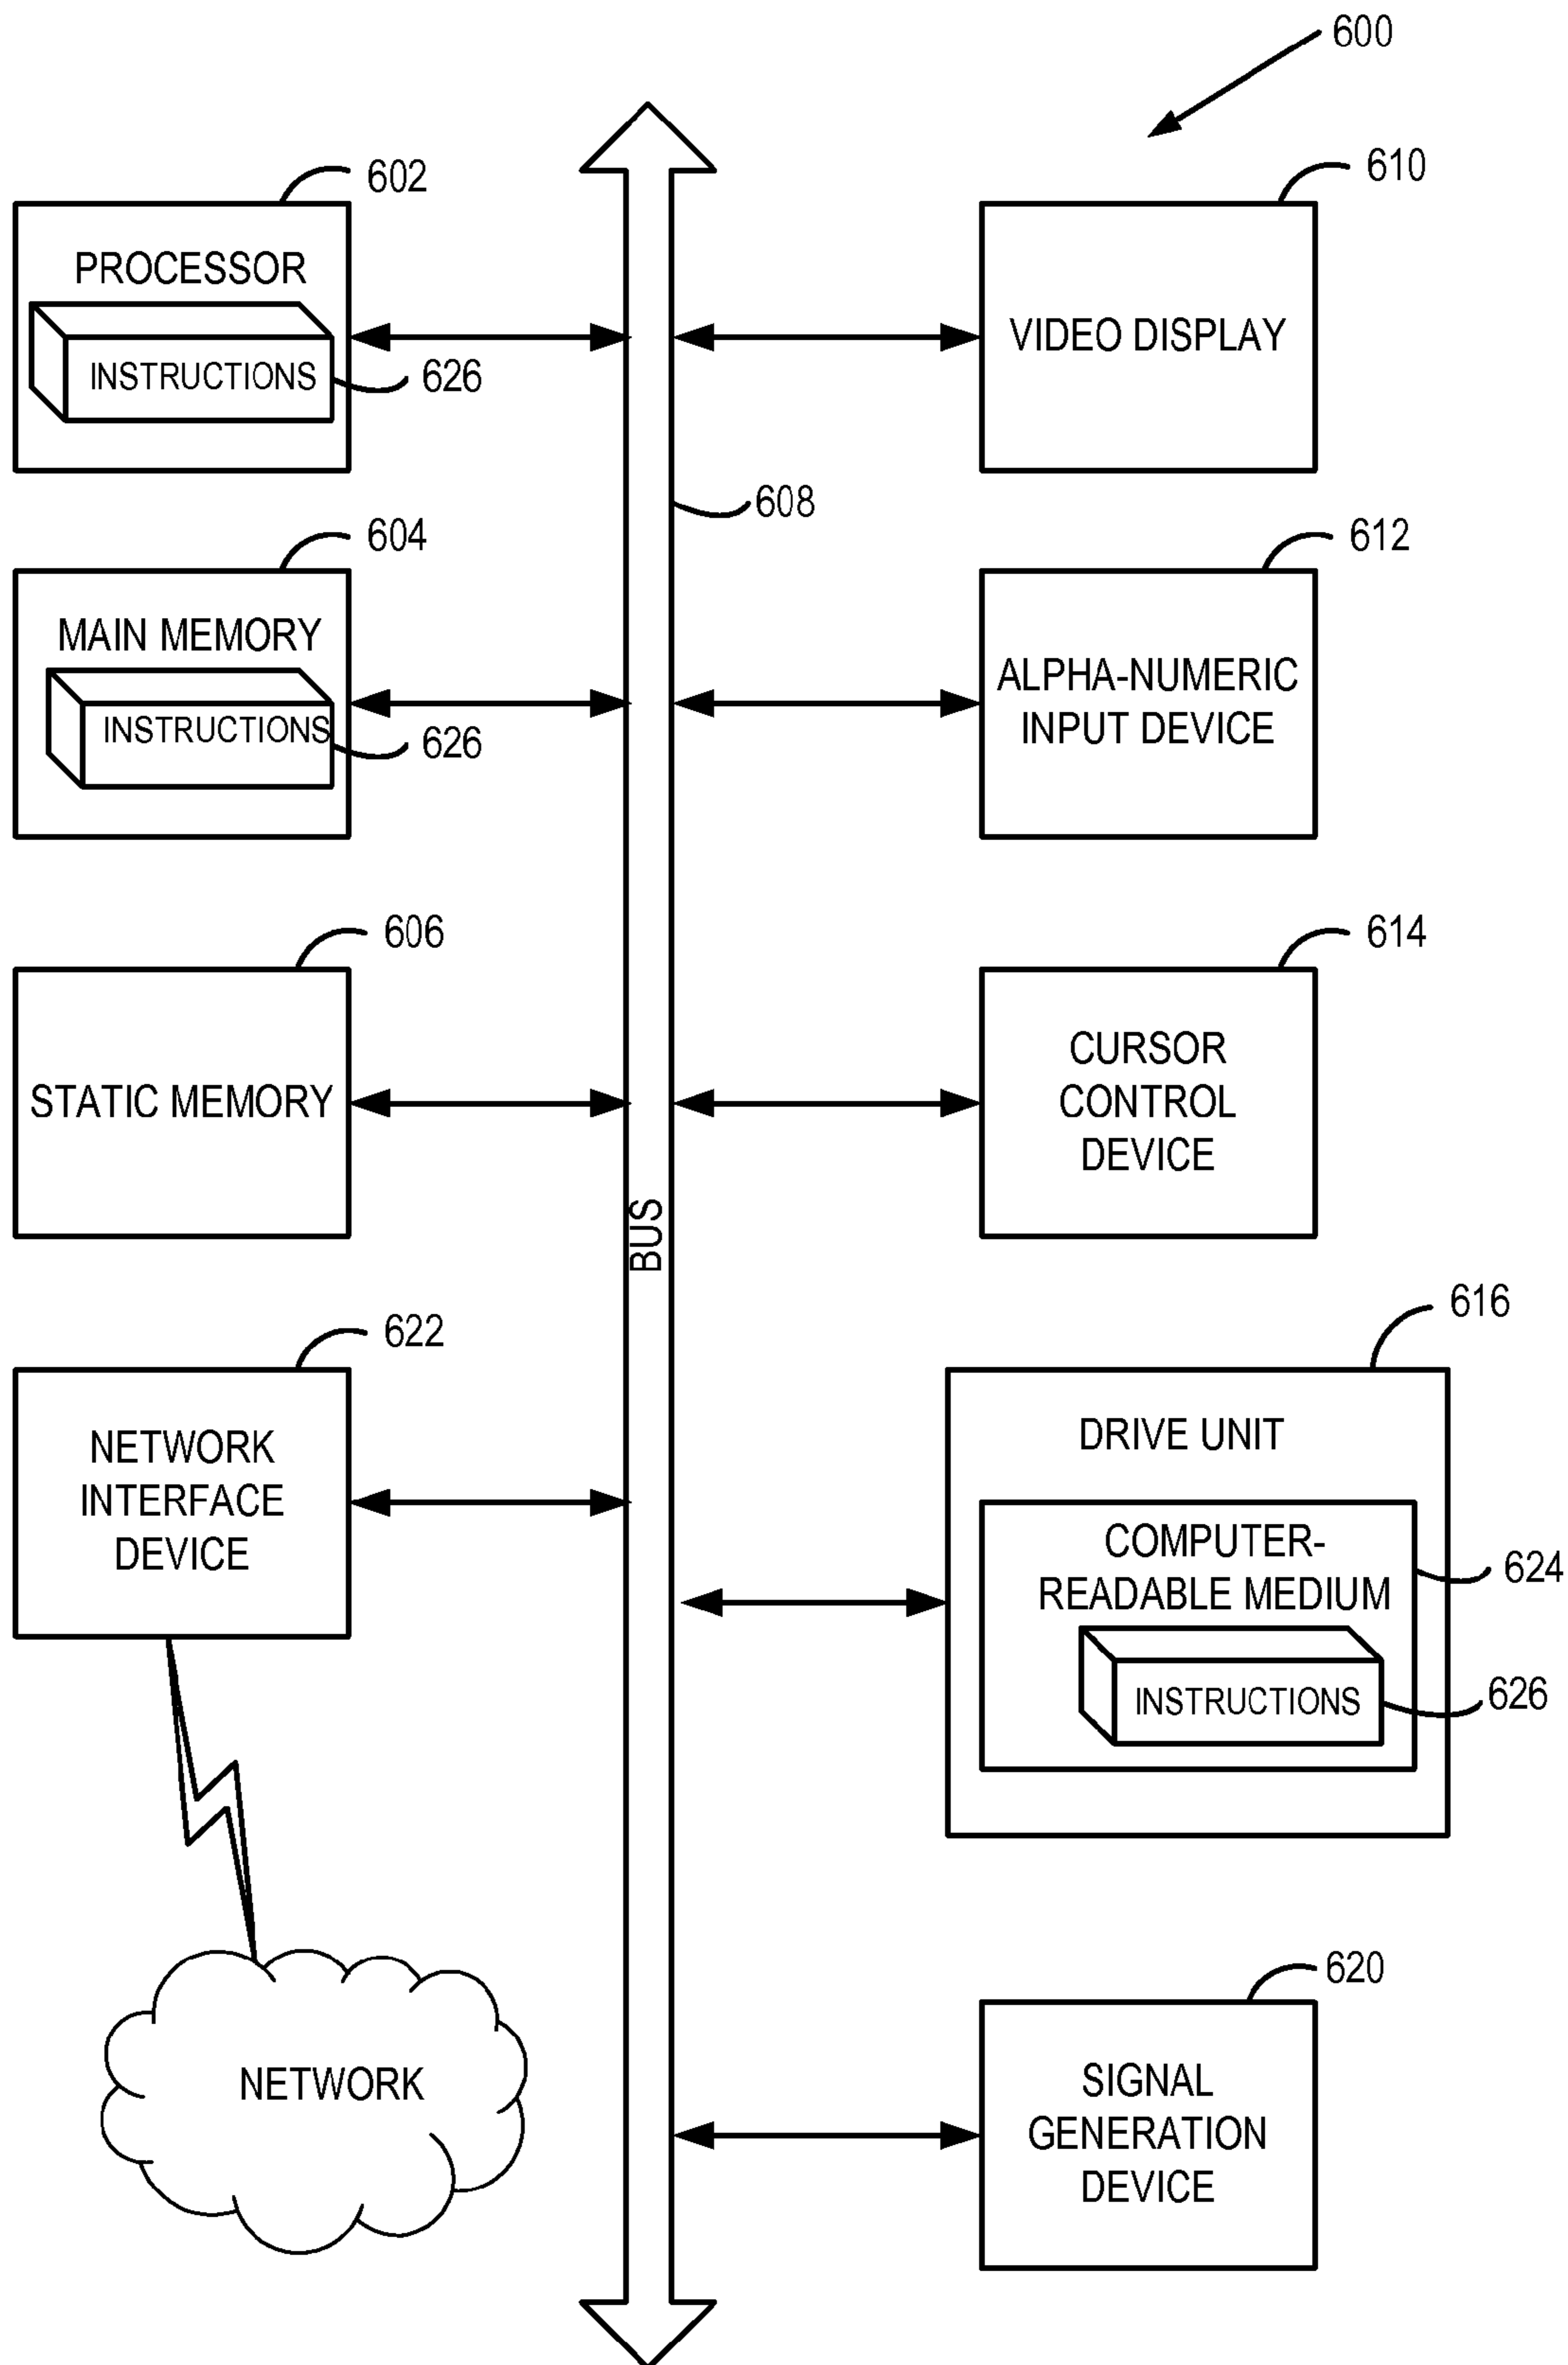 600
602
PROCESSOR
INSTRUCTIONS
626
610
VIDEO DISPLAY
608
604
MAIN MEMORY
INSTRUCTIONS
626
612
ALPHA-NUMERIC
INPUT DEVICE
606
STATIC MEMORY
614
CURSOR
CONTROL
DEVICE
BUS
622
NETWORK
INTERFACE
DEVICE
616
DRIVE UNIT
COMPUTER-
READABLE MEDIUM
624
INSTRUCTIONS
626
NETWORK
620
SIGNAL
GENERATION
DEVICE